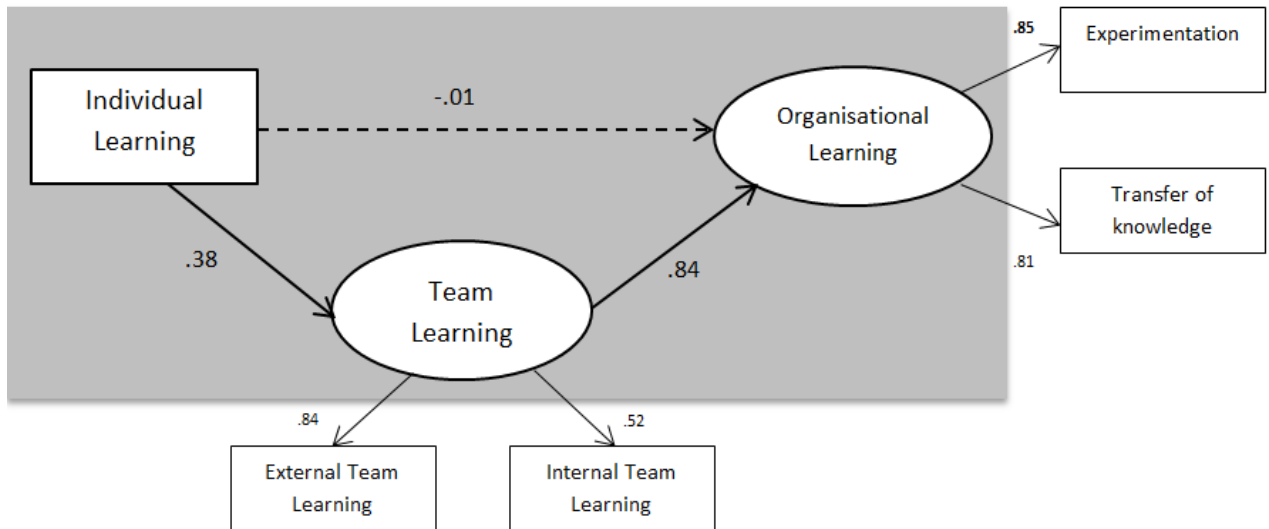 .85
Experimentation
Individual
Learning
-.01
Organisational
Learning
Transfer of
knowledge
.81
.38
.84
Team
Learning
.84
.52
External Team
Learning
Internal Team
Learning